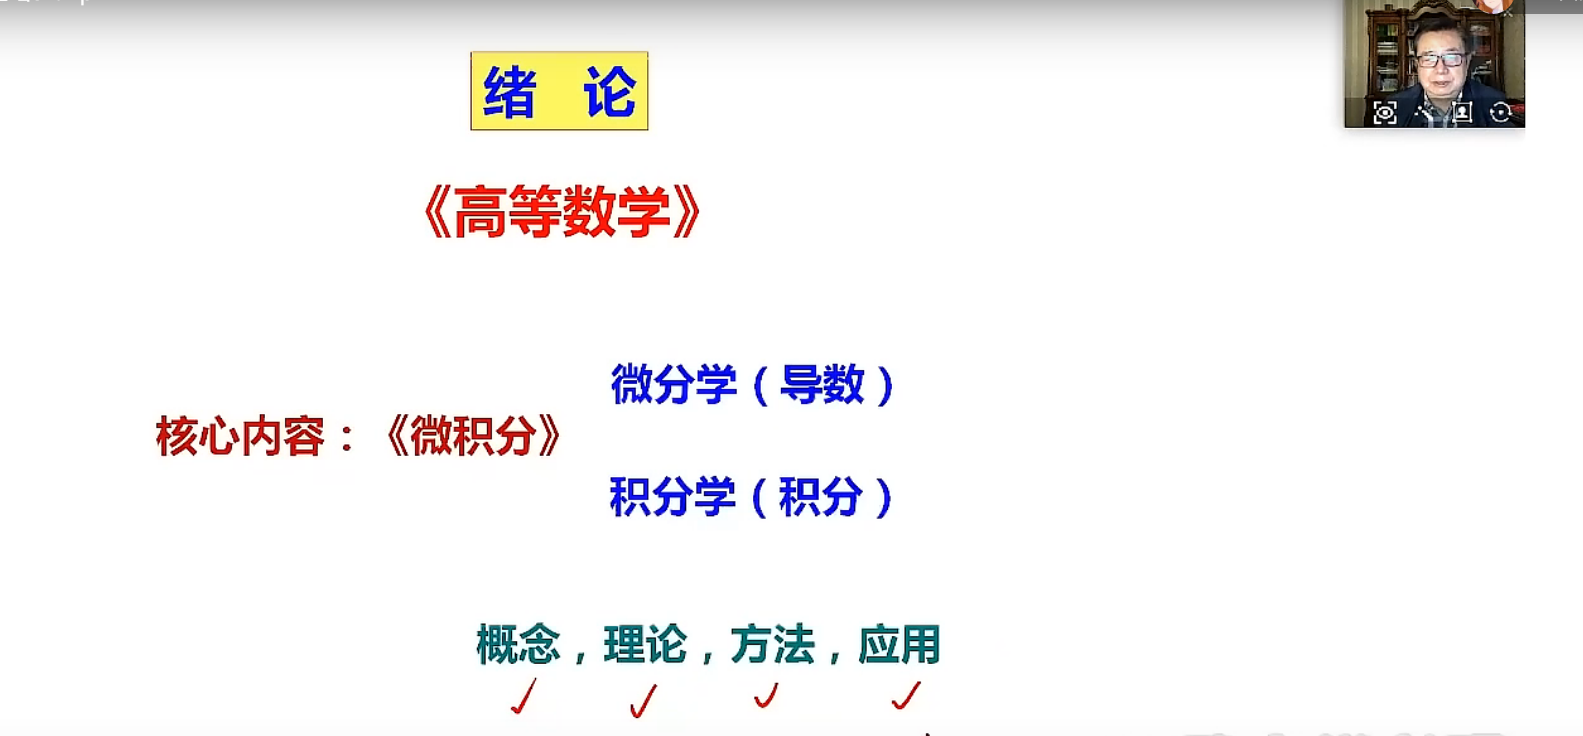 绪 论
《高等数学》
微分学（导数）
核心内容：《微积分》
积分学（积分）
概念，理论，方法，应用